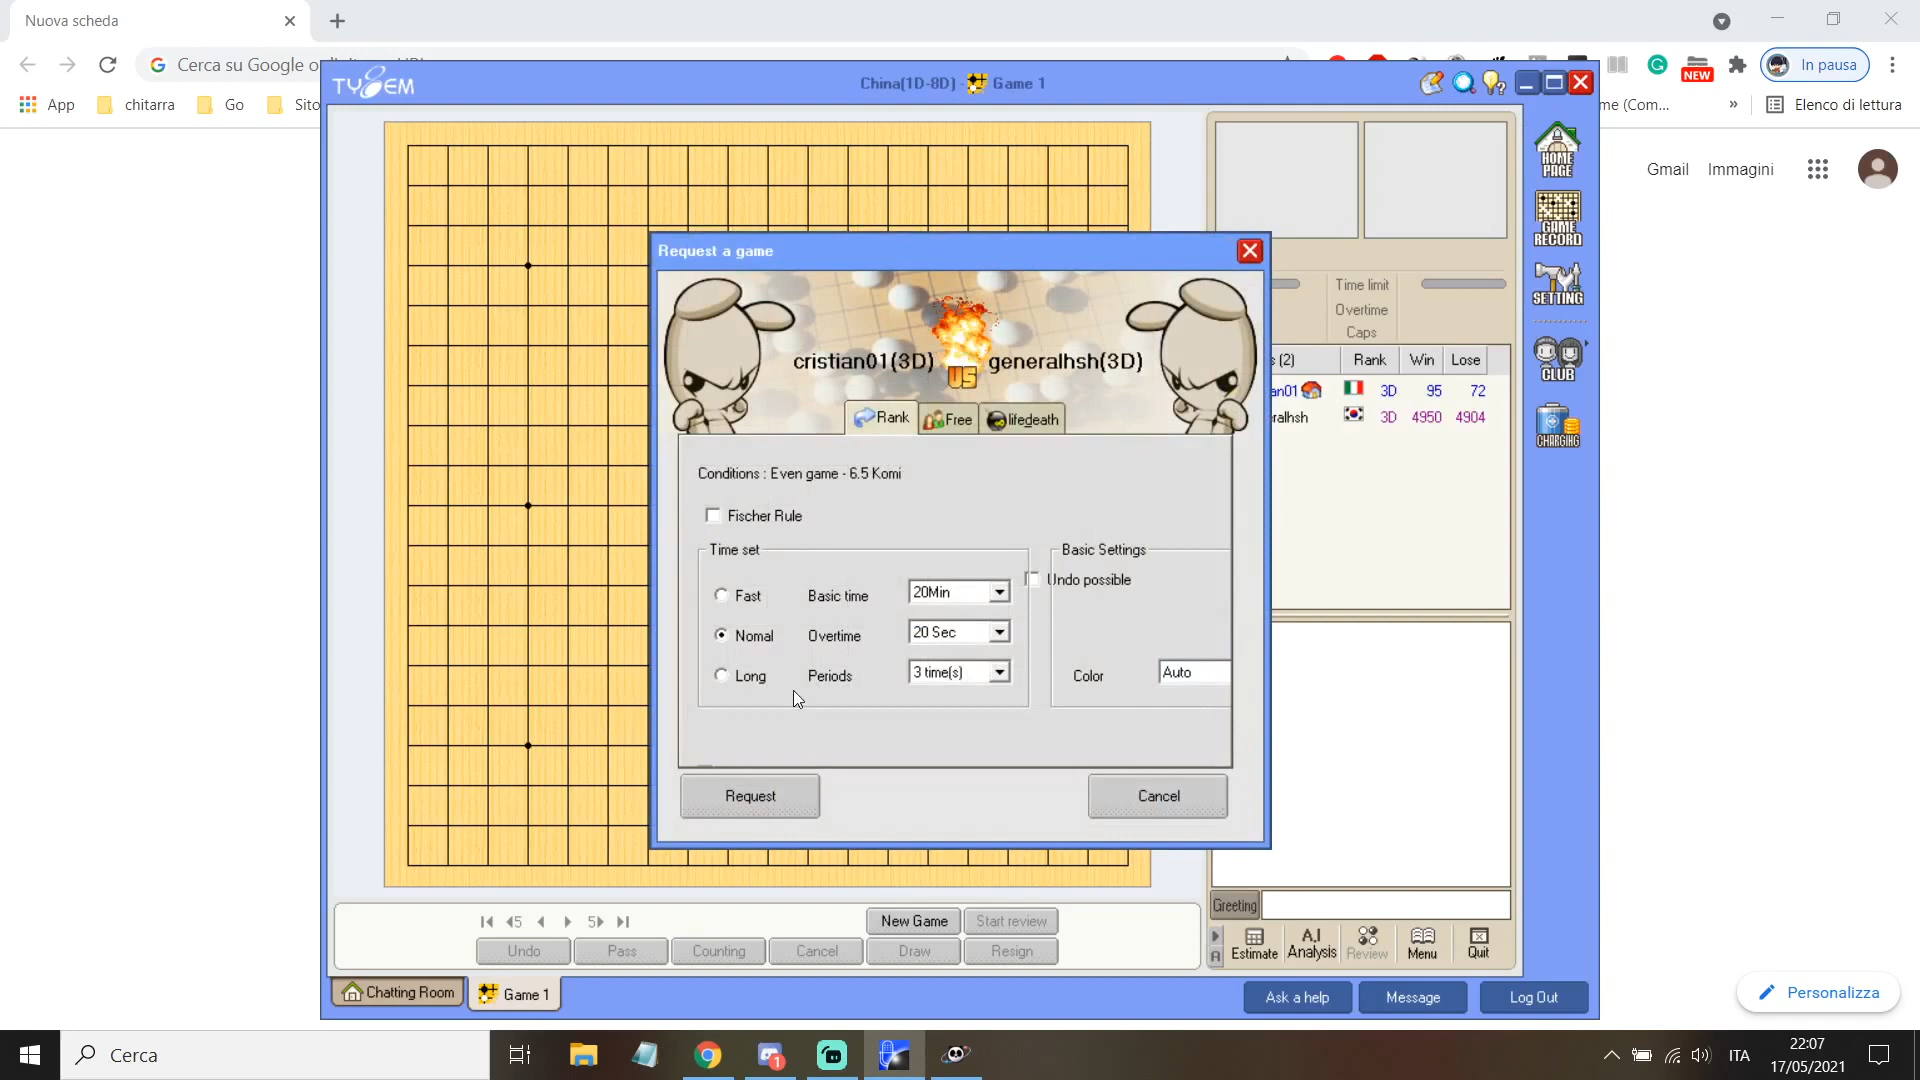 Nuova scheda
Cerca su Google o
In pausa
NEW
App chitarra Go Sito
me (Com... » Elenco di lettura
Gmail Immagini
TYGEM
China(1D-8D) - Game 1
HOME PAGE
GAME RECORD
SETTING
CLUB
CHARGING
Request a game
cristian01(3D) US generalhsh(3D)
Rank Free lifedeath
Conditions : Even game - 6.5 Komi
Fischer Rule
Time set
Fast Basic time 20Min
Nomal Overtime 20 Sec
Long Periods 3 time(s)
Basic Settings
Undo possible
Color Auto
Request Cancel
Time limit
Overtime
Caps
s (2) Rank Win Lose
an01 3D 95 72
ralhsh 3D 4950 4904
5 5
New Game Start review
Undo Pass Counting Cancel Draw Resign
Greeting
A Estimate A.I Analysis Review Menu Quit
Chatting Room Game 1
Ask a help Message Log Out
Personalizza
Cerca
1
ITA
22:07
17/05/2021